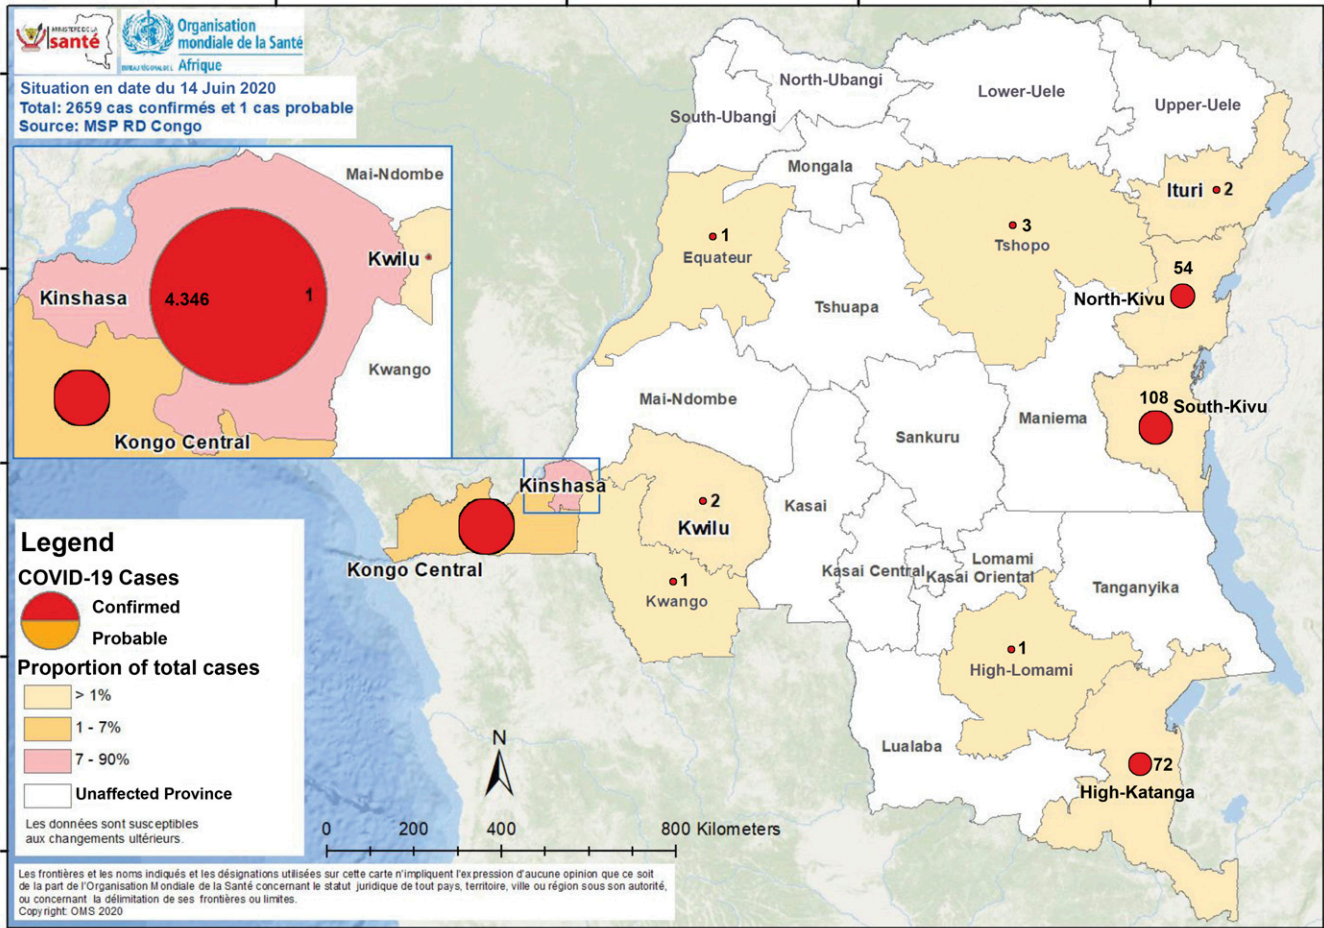 MINISTERE DE LA
santé
Organisation
mondiale de la Santé
BUREAU RÉGIONAL DE L' Afrique
Situation en date du 14 Juin 2020
Total: 2659 cas confirmés et 1 cas probable
Source: MSP RD Congo
Mai-Ndombe
Kwilu
Kinshasa
4.346
1
Kwango
Kongo Central
North-Ubangi
South-Ubangi
Lower-Uele
Upper-Uele
Mongala
Ituri
2
1
Equateur
3
Tshopo
54
North-Kivu
Tshuapa
Mai-Ndombe
Sankuru
Maniema
108
South-Kivu
Kinshasa
2
Kwilu
Kasai
Kongo Central
1
Kwango
Kasai Central
Kasai Oriental
Lomami
Tanganyika
1
High-Lomami
Lualaba
72
High-Katanga
Legend
COVID-19 Cases
Confirmed
Probable
Proportion of total cases
> 1%
1 - 7%
7 - 90%
Unaffected Province
Les données sont susceptibles
aux changements ultérieurs.
N
0 200 400 800 Kilometers
Les frontières et les noms indiqués et les désignations utilisées sur cette carte n'impliquent l'expression d'aucune opinion que ce soit
de la part de l'Organisation Mondiale de la Santé concernant le statut juridique de tout pays, territoire, ville ou région sous son autorité,
ou concernant la délimitation de ses frontières ou limites.
Copyright: OMS 2020